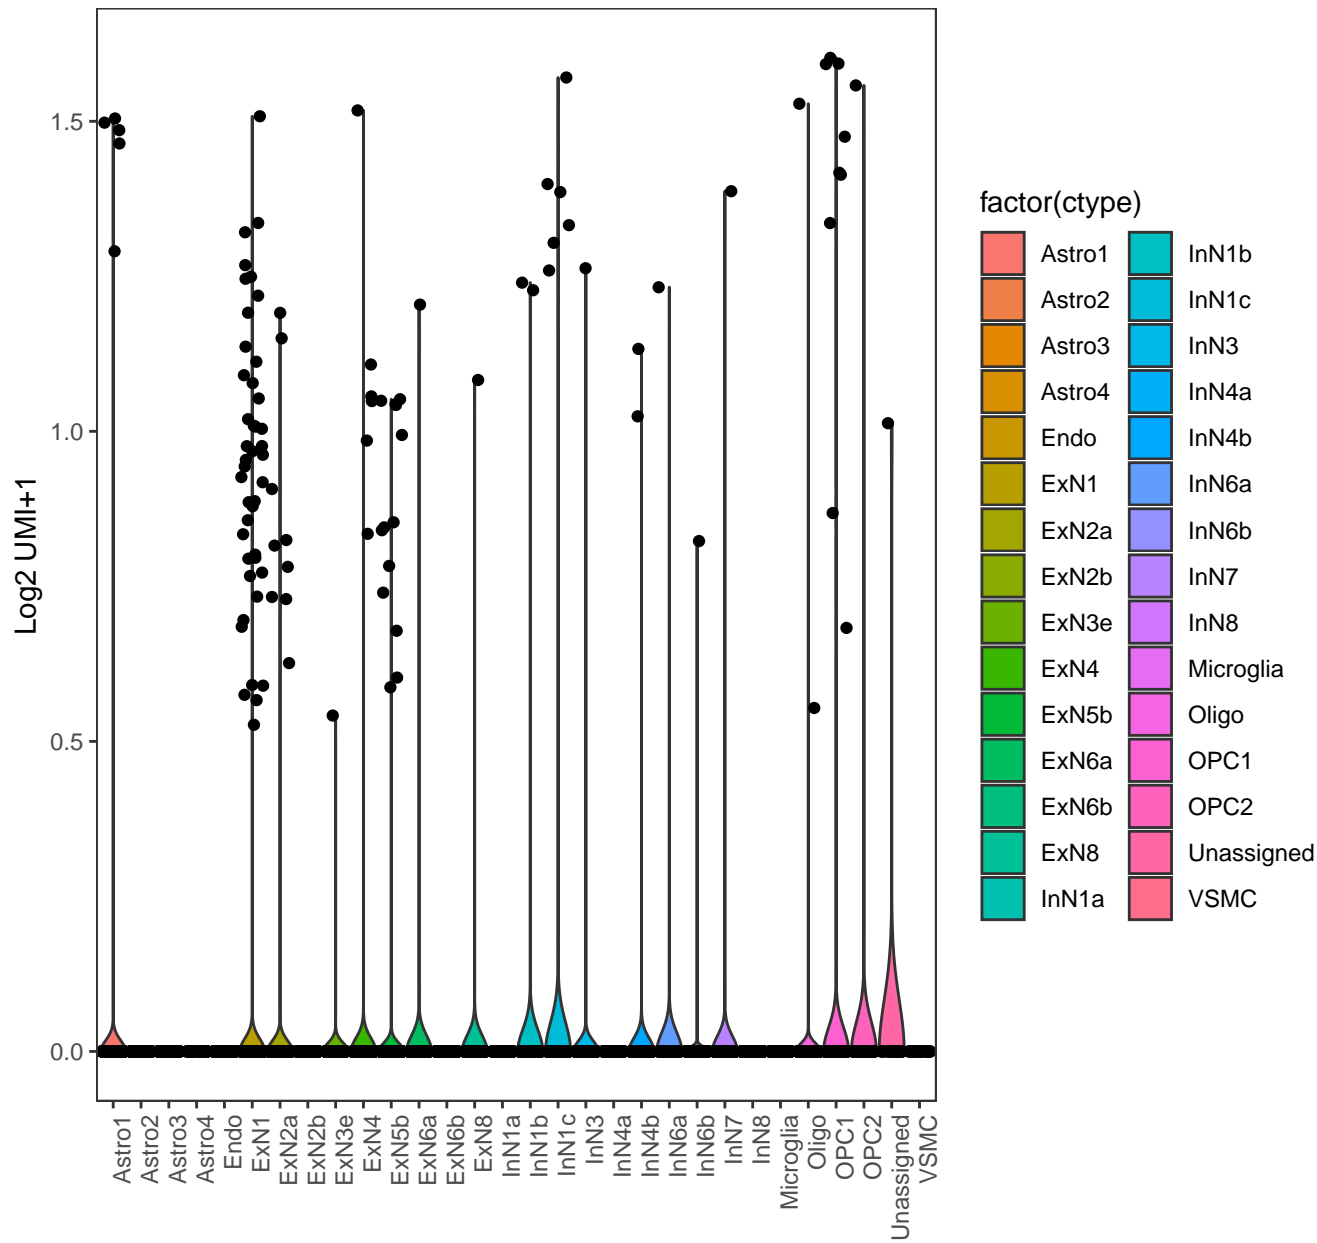 Log2 UMI+1
1.5
1.0
0.5
0.0
Astro1
Astro2
Astro3
Astro4
Endo
ExN1
ExN2a
ExN2b
ExN3e
ExN4
ExN5b
ExN6a
ExN6b
ExN8
InN1a
InN1b
InN1c
InN3
InN4a
InN4b
InN6a
InN6b
InN7
InN8
Microglia
Oligo
OPC1
OPC2
Unassigned
VSMC
factor(ctype)
Astro1
Astro2
Astro3
Astro4
Endo
ExN1
ExN2a
ExN2b
ExN3e
ExN4
ExN5b
ExN6a
ExN6b
ExN8
InN1a
InN1b
InN1c
InN3
InN4a
InN4b
InN6a
InN6b
InN7
InN8
Microglia
Oligo
OPC1
OPC2
Unassigned
VSMC